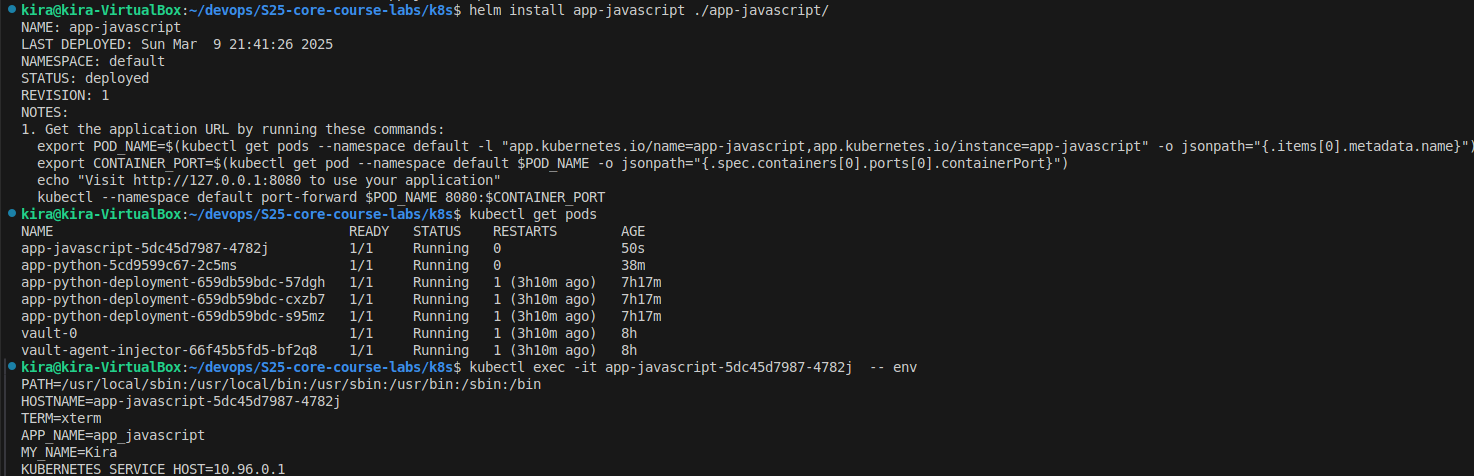 kira@kira-VirtualBox:~/devops/S25-core-course-labs/k8s$ helm install app-javascript ./app-javascript/
NAME: app-javascript
LAST DEPLOYED: Sun Mar  9 21:41:26 2025
NAMESPACE: default
STATUS: deployed
REVISION: 1
NOTES:
1. Get the application URL by running these commands:
  export POD_NAME=$(kubectl get pods --namespace default -l "app.kubernetes.io/name=app-javascript,app.kubernetes.io/instance=app-javascript" -o jsonpath="{.items[0].metadata.name}")
  export CONTAINER_PORT=$(kubectl get pod --namespace default $POD_NAME -o jsonpath="{.spec.containers[0].ports[0].containerPort}")
  echo "Visit http://127.0.0.1:8080 to use your application"
  kubectl --namespace default port-forward $POD_NAME 8080:$CONTAINER_PORT
kira@kira-VirtualBox:~/devops/S25-core-course-labs/k8s$ kubectl get pods
NAME                                     READY   STATUS    RESTARTS        AGE
app-javascript-5dc45d7987-4782j          1/1     Running   0               50s
app-python-5cd9599c67-2c5ms              1/1     Running   0               38m
app-python-deployment-659db59bdc-57dgh   1/1     Running   1 (3h10m ago)   7h17m
app-python-deployment-659db59bdc-cxzb7   1/1     Running   1 (3h10m ago)   7h17m
app-python-deployment-659db59bdc-s95mz   1/1     Running   1 (3h10m ago)   7h17m
vault-0                                  1/1     Running   1 (3h10m ago)   8h
vault-agent-injector-66f45b5fd5-bf2q8    1/1     Running   1 (3h10m ago)   8h
kira@kira-VirtualBox:~/devops/S25-core-course-labs/k8s$ kubectl exec -it app-javascript-5dc45d7987-4782j  -- env
PATH=/usr/local/sbin:/usr/local/bin:/usr/sbin:/usr/bin:/sbin:/bin
HOSTNAME=app-javascript-5dc45d7987-4782j
TERM=xterm
APP_NAME=app_javascript
MY_NAME=Kira
KUBERNETES_SERVICE_HOST=10.96.0.1